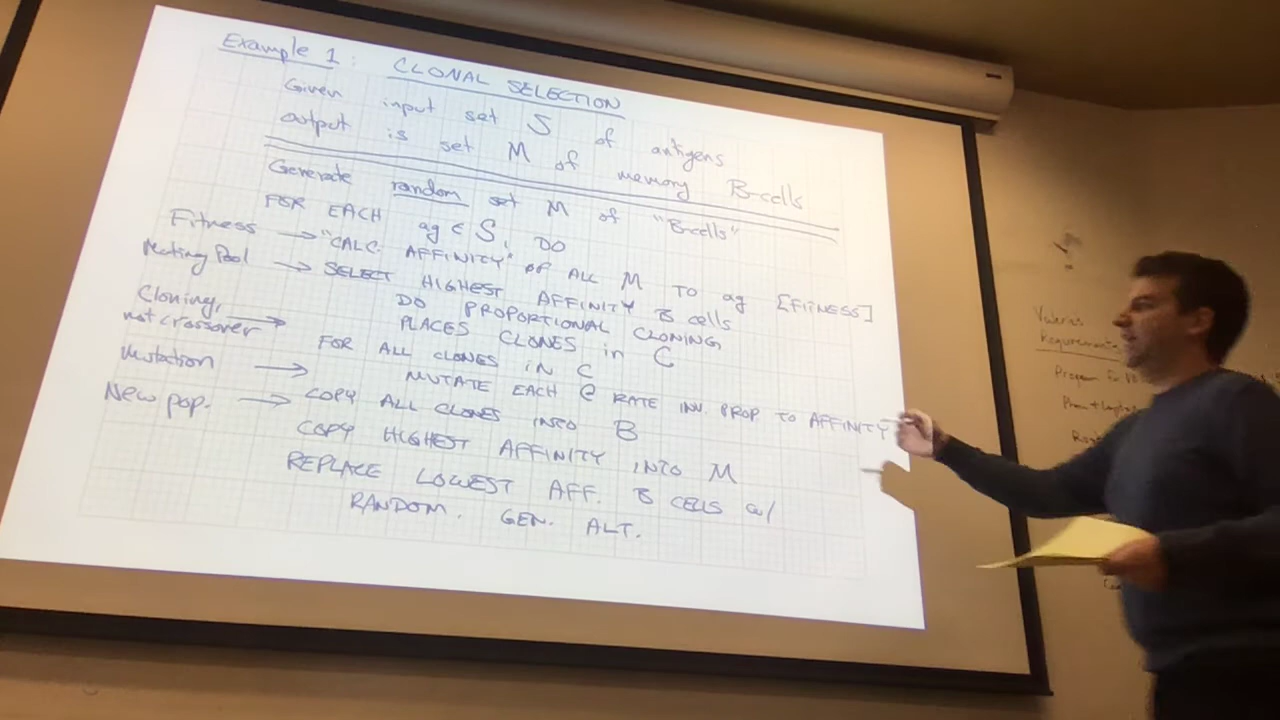 Example 1: CLONAL SELECTION
Given input set S of antigens
output is set M of memory B-cells
Generate random set M of "B-cells"
FOR EACH ag ∈ S, DO
Fitness → "CALC. AFFINITY" OF ALL M TO ag [FITNESS]
Mating Pool → SELECT HIGHEST AFFINITY B cells
DO PROPORTIONAL CLONING
Cloning, not crossover → PLACES CLONES in C
FOR ALL CLONES IN C
Mutation → MUTATE EACH @ RATE INV. PROP TO AFFINITY
New pop. → COPY ALL CLONES INTO B
COPY HIGHEST AFFINITY INTO M
REPLACE LOWEST AFF. B CELLS w/
RANDOM. GEN. ALT.
Requirements